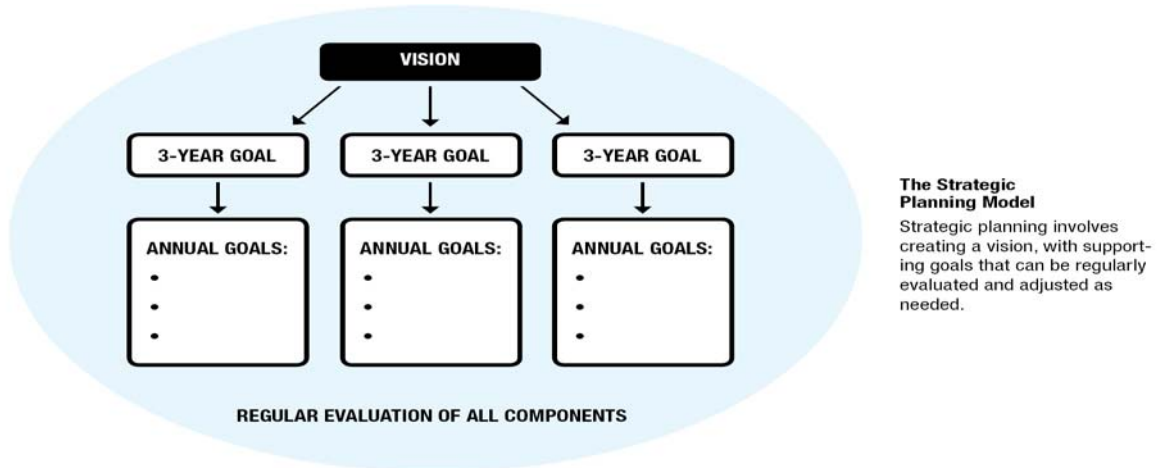 VISION
3-YEAR GOAL
3-YEAR GOAL
3-YEAR GOAL
ANNUAL GOALS:
•
•
•
ANNUAL GOALS:
•
•
•
ANNUAL GOALS:
•
•
•
REGULAR EVALUATION OF ALL COMPONENTS
The Strategic
Planning Model
Strategic planning involves
creating a vision, with support-
ing goals that can be regularly
evaluated and adjusted as
needed.